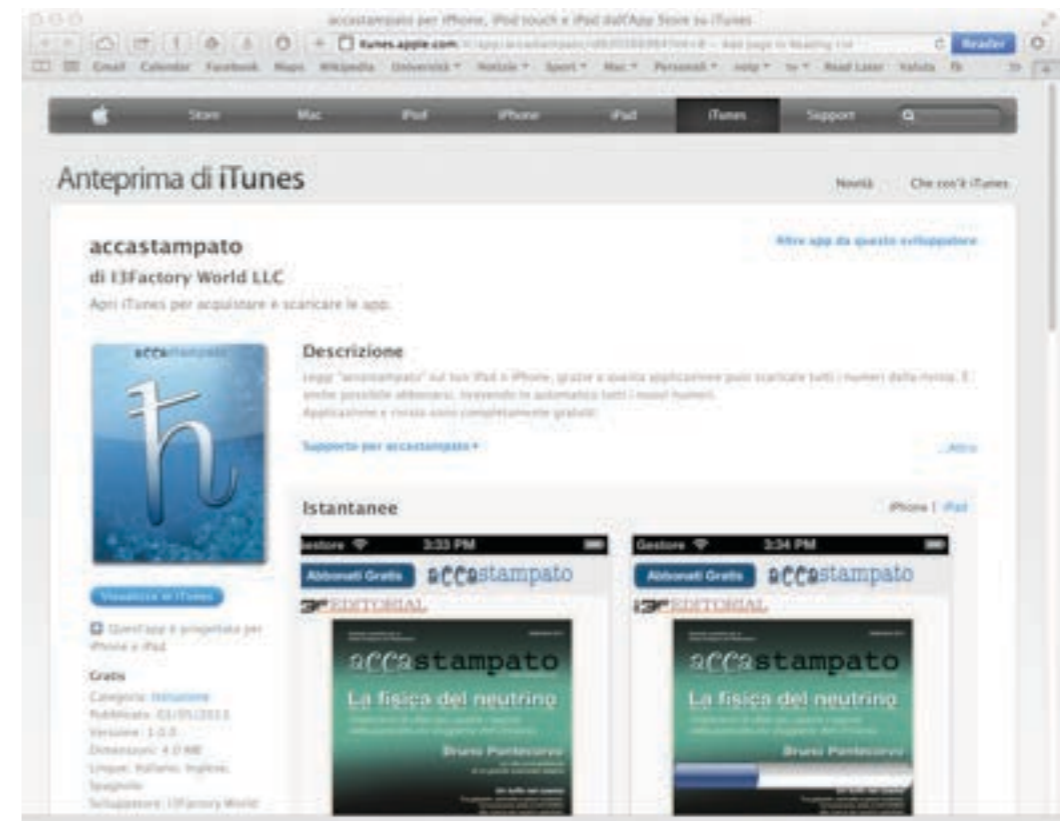 accastampato per iPhone, iPod touch e iPad dall'App Store su iTunes
itunes.apple.com
Reader
Gmail Calendar Facebook Maps Wikipedia Università Notizie Sport Mac Personali Read Later Valuta
Store Mac iPod iPhone iPad iTunes Support
Anteprima di iTunes
Novità Che cos'è iTunes
accastampato
Altre app da questo sviluppatore
di I3Factory World LLC
Apri iTunes per acquistare e scaricare le app.
accastampato
ħ
Descrizione
Leggi "accastampato" sul tuo iPad o iPhone, grazie a questa applicazione puoi scaricare tutti i numeri della rivista. È
anche possibile abbonarsi, ricevendo in automatico tutti i nuovi numeri.
Applicazione e rivista sono completamente gratuiti
Supporto per accastampato
...Altro
Istantanee
iPhone | iPad
Gestore 3:33 PM
Abbonati Gratis accastampato
EDITORIAL
accastampato
La fisica del neutrino
Bruno Pontecorvo
Gestore 3:34 PM
Abbonati Gratis accastampato
i3F EDITORIAL
accastampato
La fisica del neutrino
Bruno Pontecorvo
Visualizza in iTunes
Quest'app è progettata per
iPhone e iPad
Gratis
Categoria: Istruzione
Pubblicato: 03/05/2013
Versione: 1.0.0
Dimensioni: 4.0 MB
Lingue: Italiano, Inglese,
Spagnolo
Sviluppatore: I3Factory World